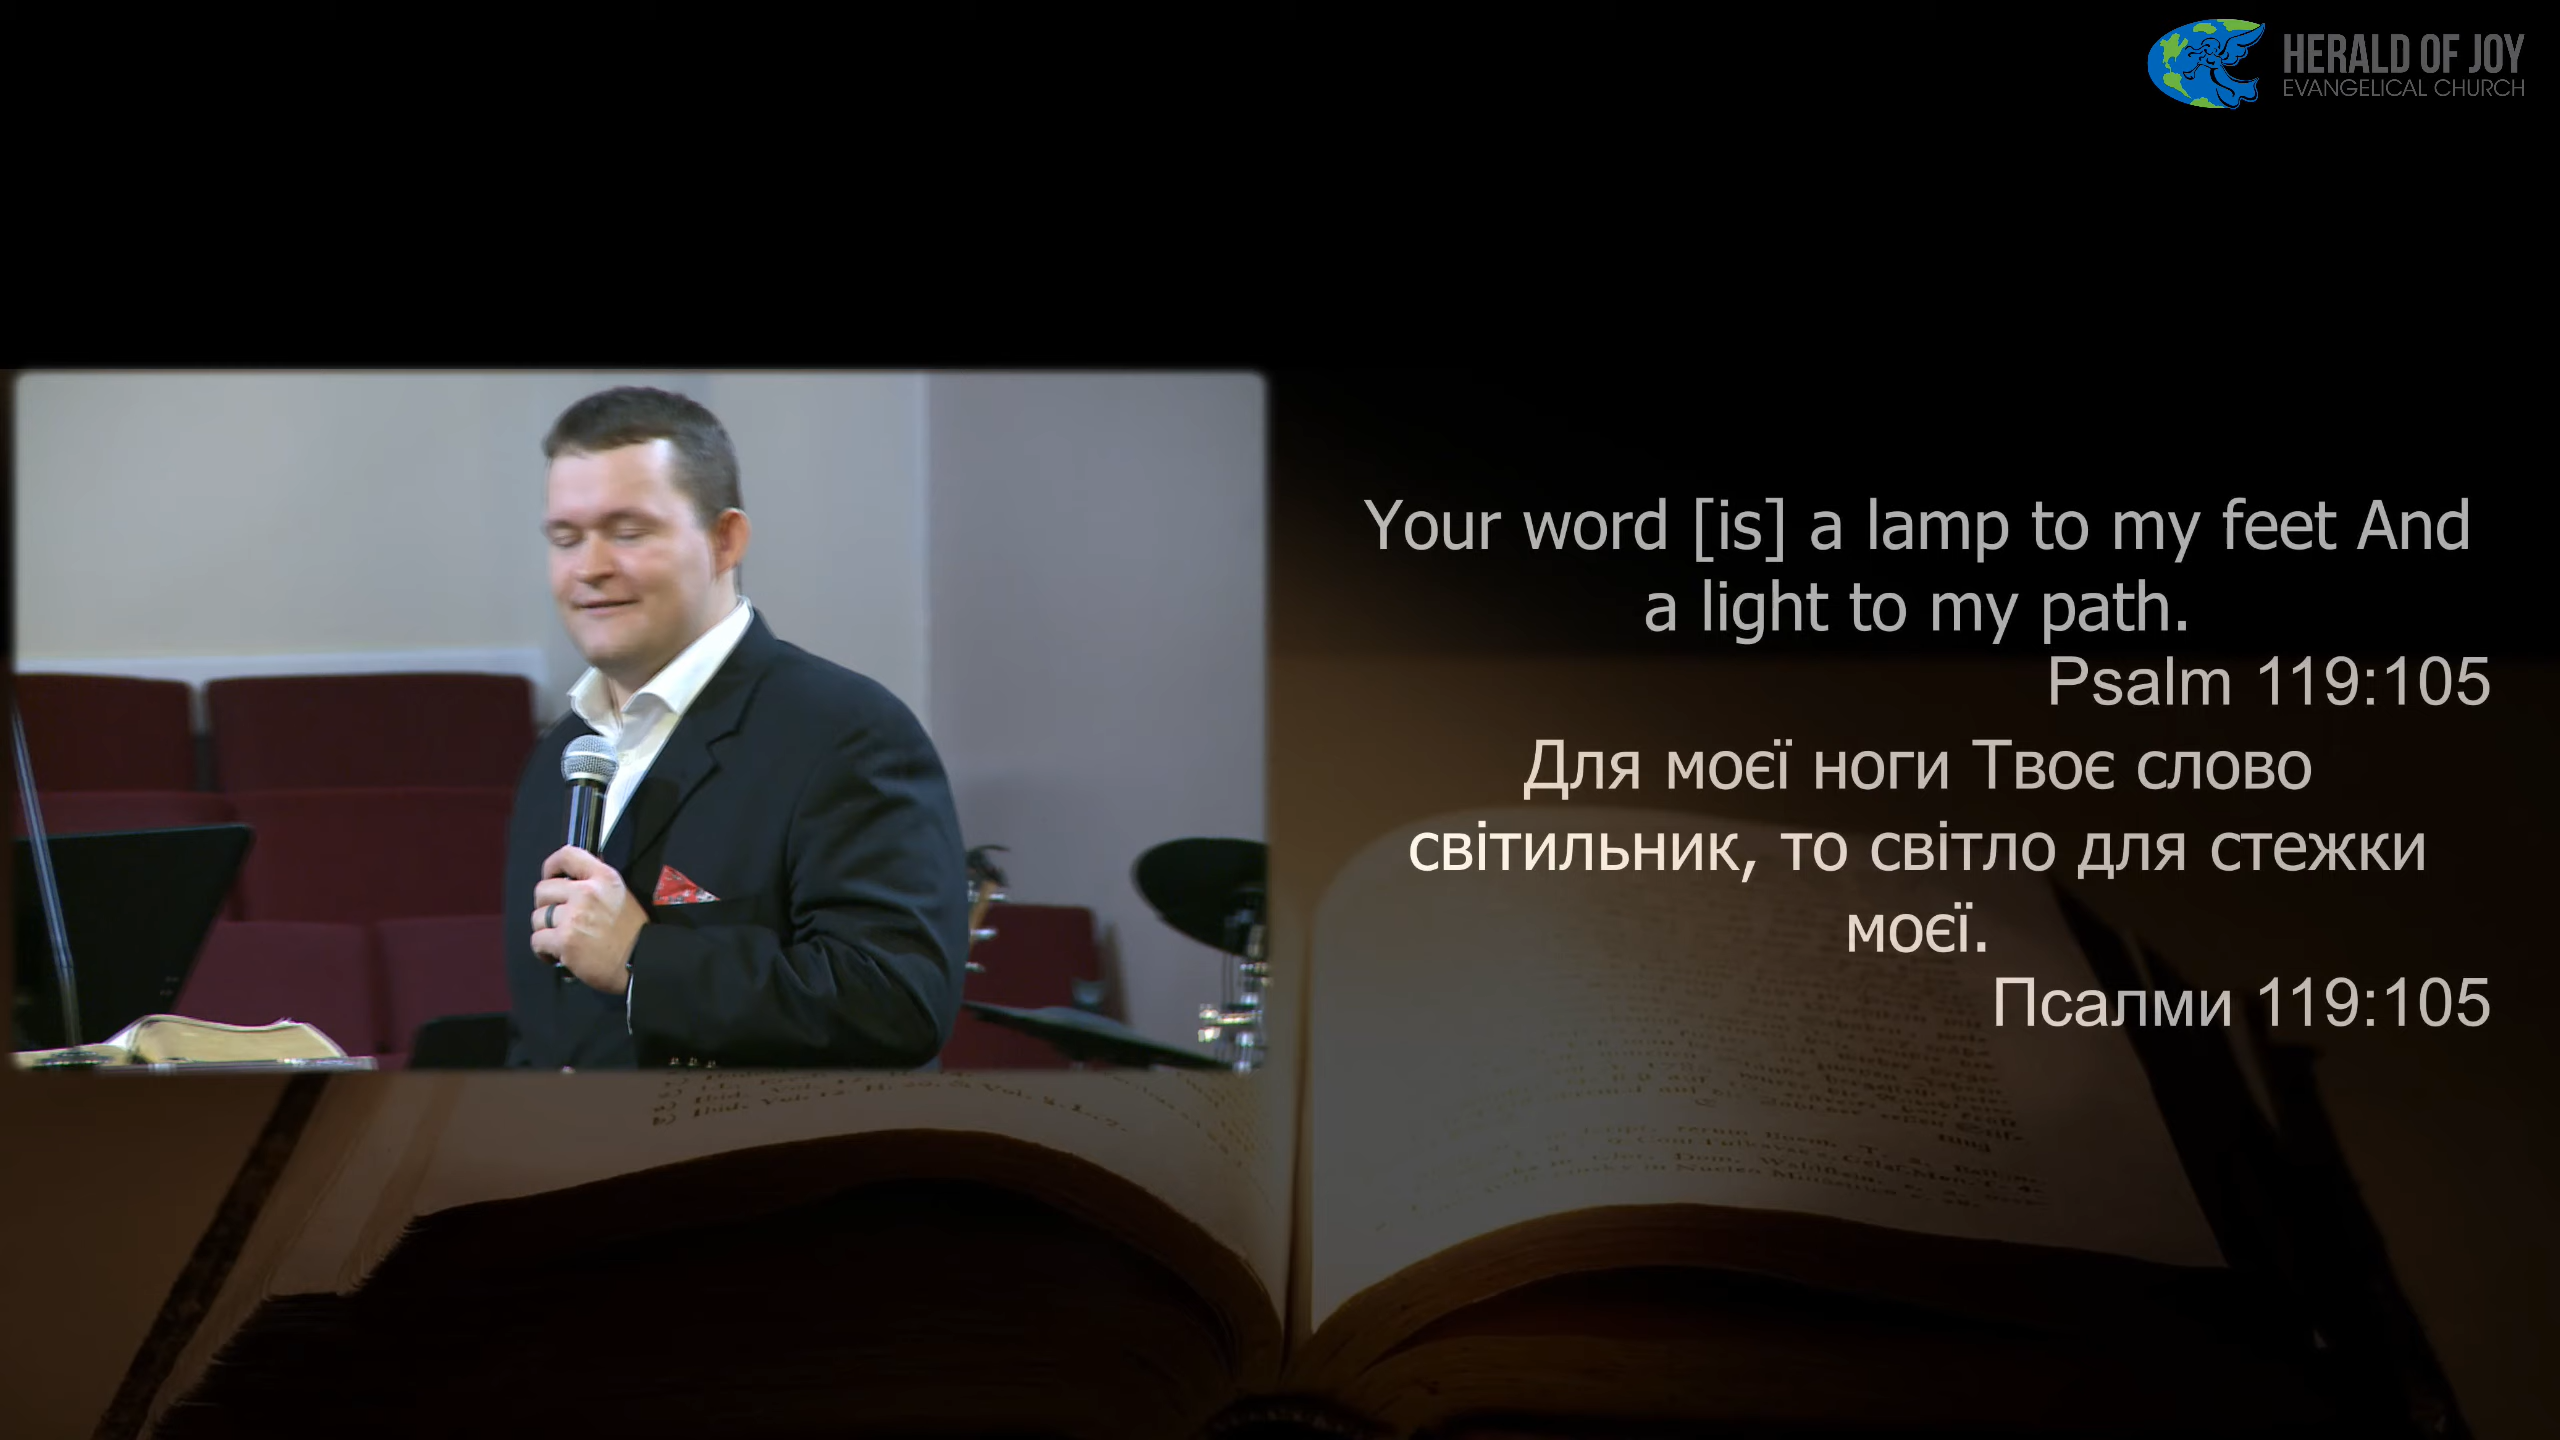 HERALD OF JOY
EVANGELICAL CHURCH
Your word [is] a lamp to my feet And
a light to my path.
Psalm 119:105
Для моєї ноги Твоє слово
світильник, то світло для стежки
моєї.
Псалми 119:105